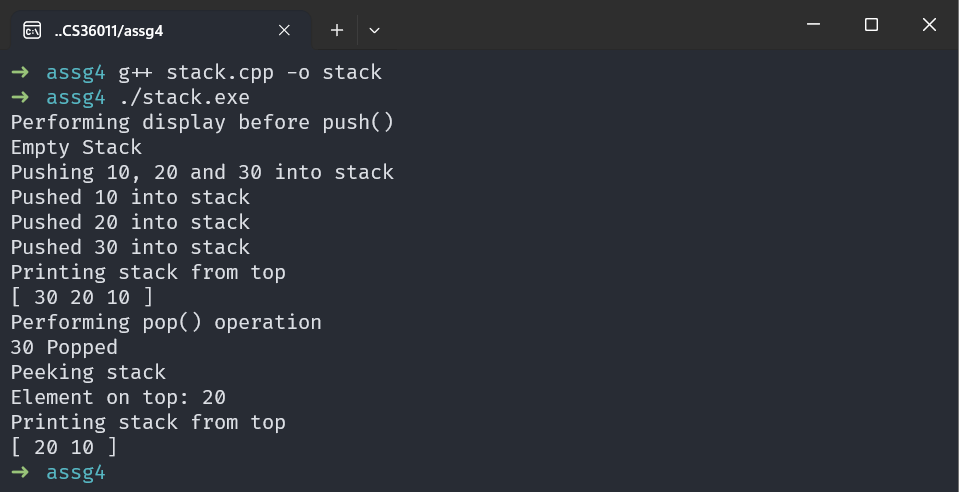 ..CS36011/assg4
➜ assg4 g++ stack.cpp -o stack
➜ assg4 ./stack.exe
Performing display before push()
Empty Stack
Pushing 10, 20 and 30 into stack
Pushed 10 into stack
Pushed 20 into stack
Pushed 30 into stack
Printing stack from top
[ 30 20 10 ]
Performing pop() operation
30 Popped
Peeking stack
Element on top: 20
Printing stack from top
[ 20 10 ]
➜ assg4